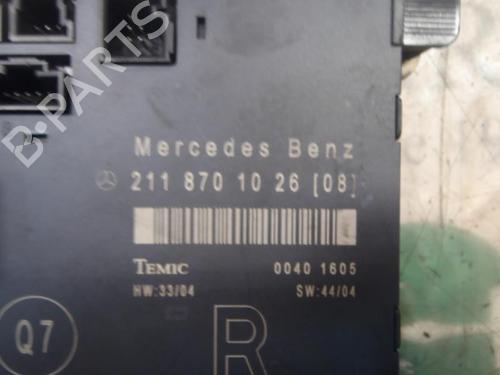 B PARTS
Mercedes Benz
211 870 10 26 [08]
TEMIC 0040 1605
HW:33/04 SW:44/04
Q7
R